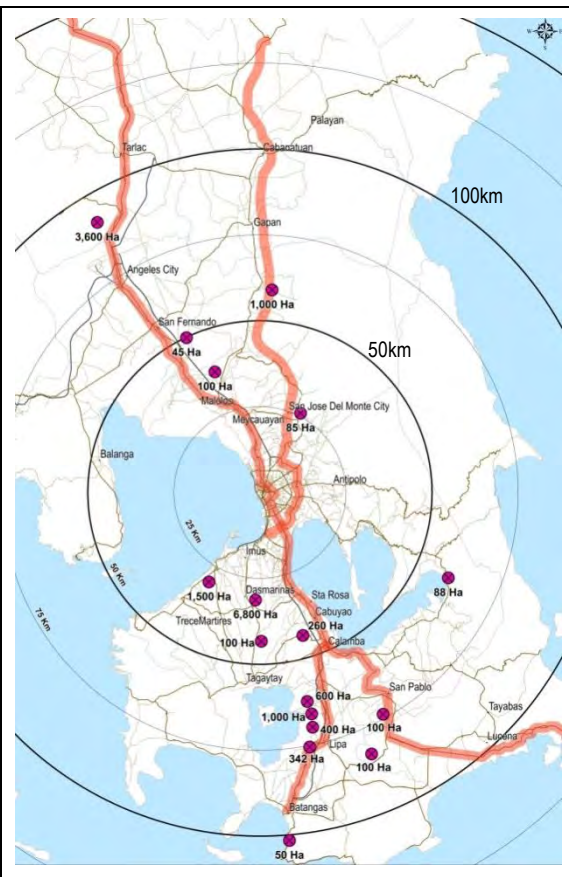 N
W
E
S
Palayan
Tarlac
Cabanatuan
100km
Gapan
3,600 Ha
Angeles City
1,000 Ha
San Fernando
45 Ha
50km
100 Ha
Malolos
San Jose Del Monte City
Meycauayan
85 Ha
Balanga
Antipolo
25 Km
Imus
50 Km
1,500 Ha
Dasmarinas
Sta Rosa
88 Ha
6,800 Ha
Cabuyao
75 Km
TreceMartires
260 Ha
100 Ha
Calamba
Tagaytay
San Pablo
600 Ha
1,000 Ha
100 Ha
Tayabas
400 Ha
Lucena
Lipa
342 Ha
100 Ha
Batangas
50 Ha